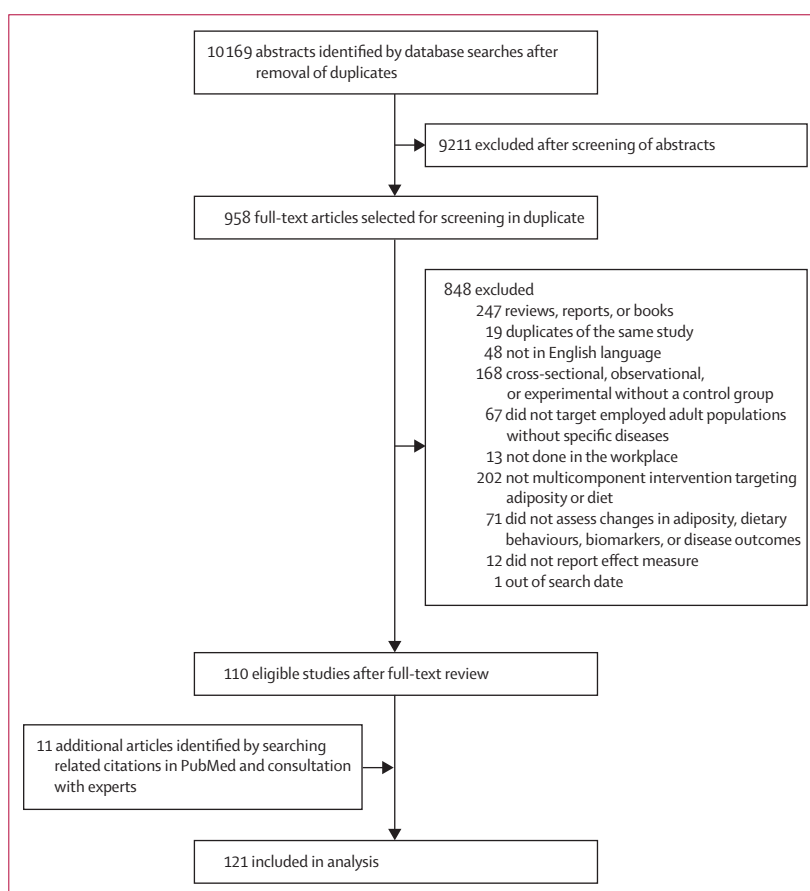 10169 abstracts identified by database searches after
removal of duplicates
9211 excluded after screening of abstracts
958 full-text articles selected for screening in duplicate
848 excluded
247 reviews, reports, or books
19 duplicates of the same study
48 not in English language
168 cross-sectional, observational,
or experimental without a control group
67 did not target employed adult populations
without specific diseases
13 not done in the workplace
202 not multicomponent intervention targeting
adiposity or diet
71 did not assess changes in adiposity, dietary
behaviours, biomarkers, or disease outcomes
12 did not report effect measure
1 out of search date
110 eligible studies after full-text review
11 additional articles identified by searching
related citations in PubMed and consultation
with experts
121 included in analysis